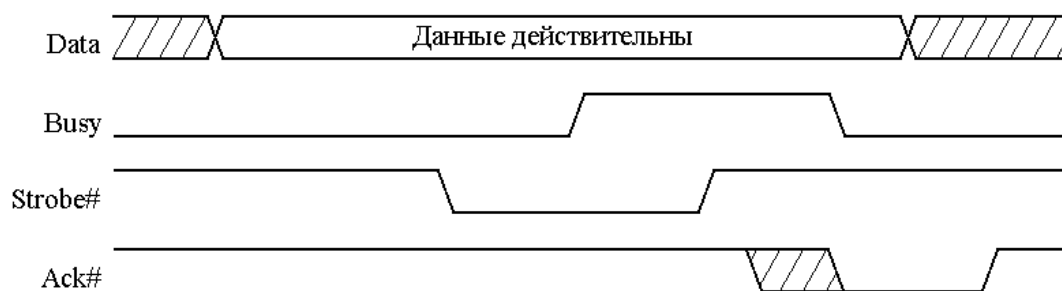 Data
Данные действительны
Busy
Strobe#
Ack#